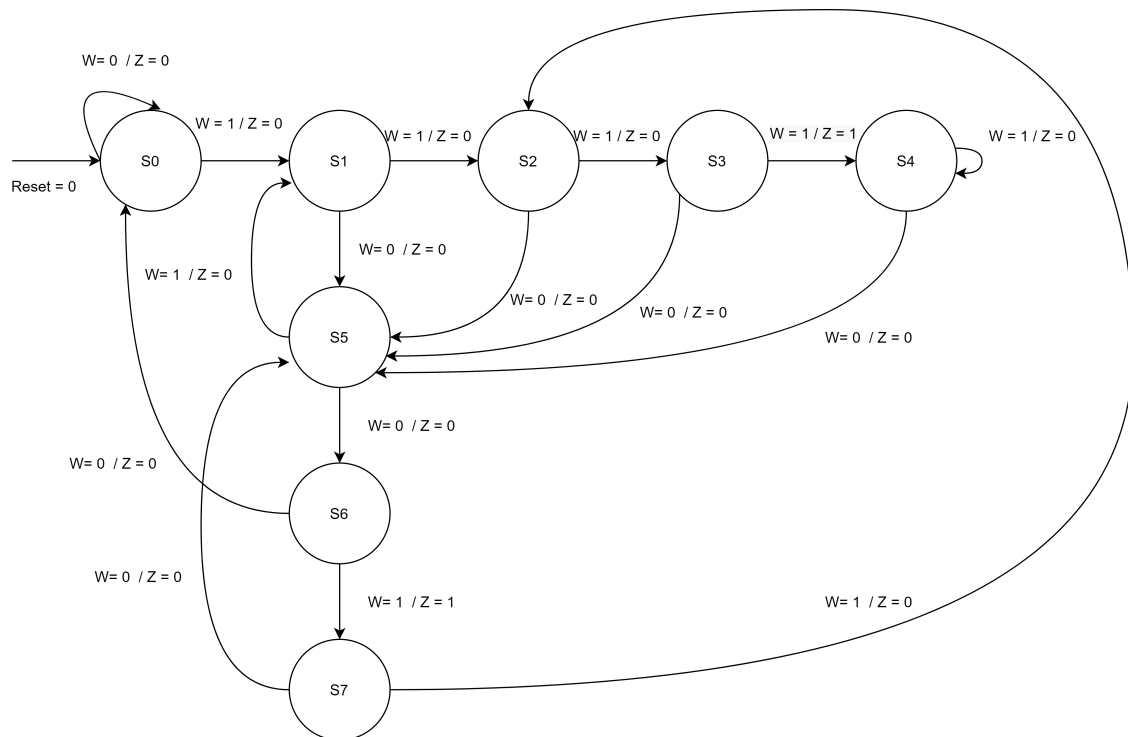 W= 0  / Z = 0
W = 1 / Z = 0
W = 1 / Z = 0
W = 1 / Z = 0
W = 1 / Z = 1
W = 1 / Z = 0
S0
S1
S2
S3
S4
Reset = 0
W= 0  / Z = 0
W= 1  / Z = 0
W= 0  / Z = 0
W= 0  / Z = 0
W= 0  / Z = 0
S5
W= 0  / Z = 0
W= 0  / Z = 0
S6
W= 0  / Z = 0
W= 1  / Z = 1
W= 1  / Z = 0
S7